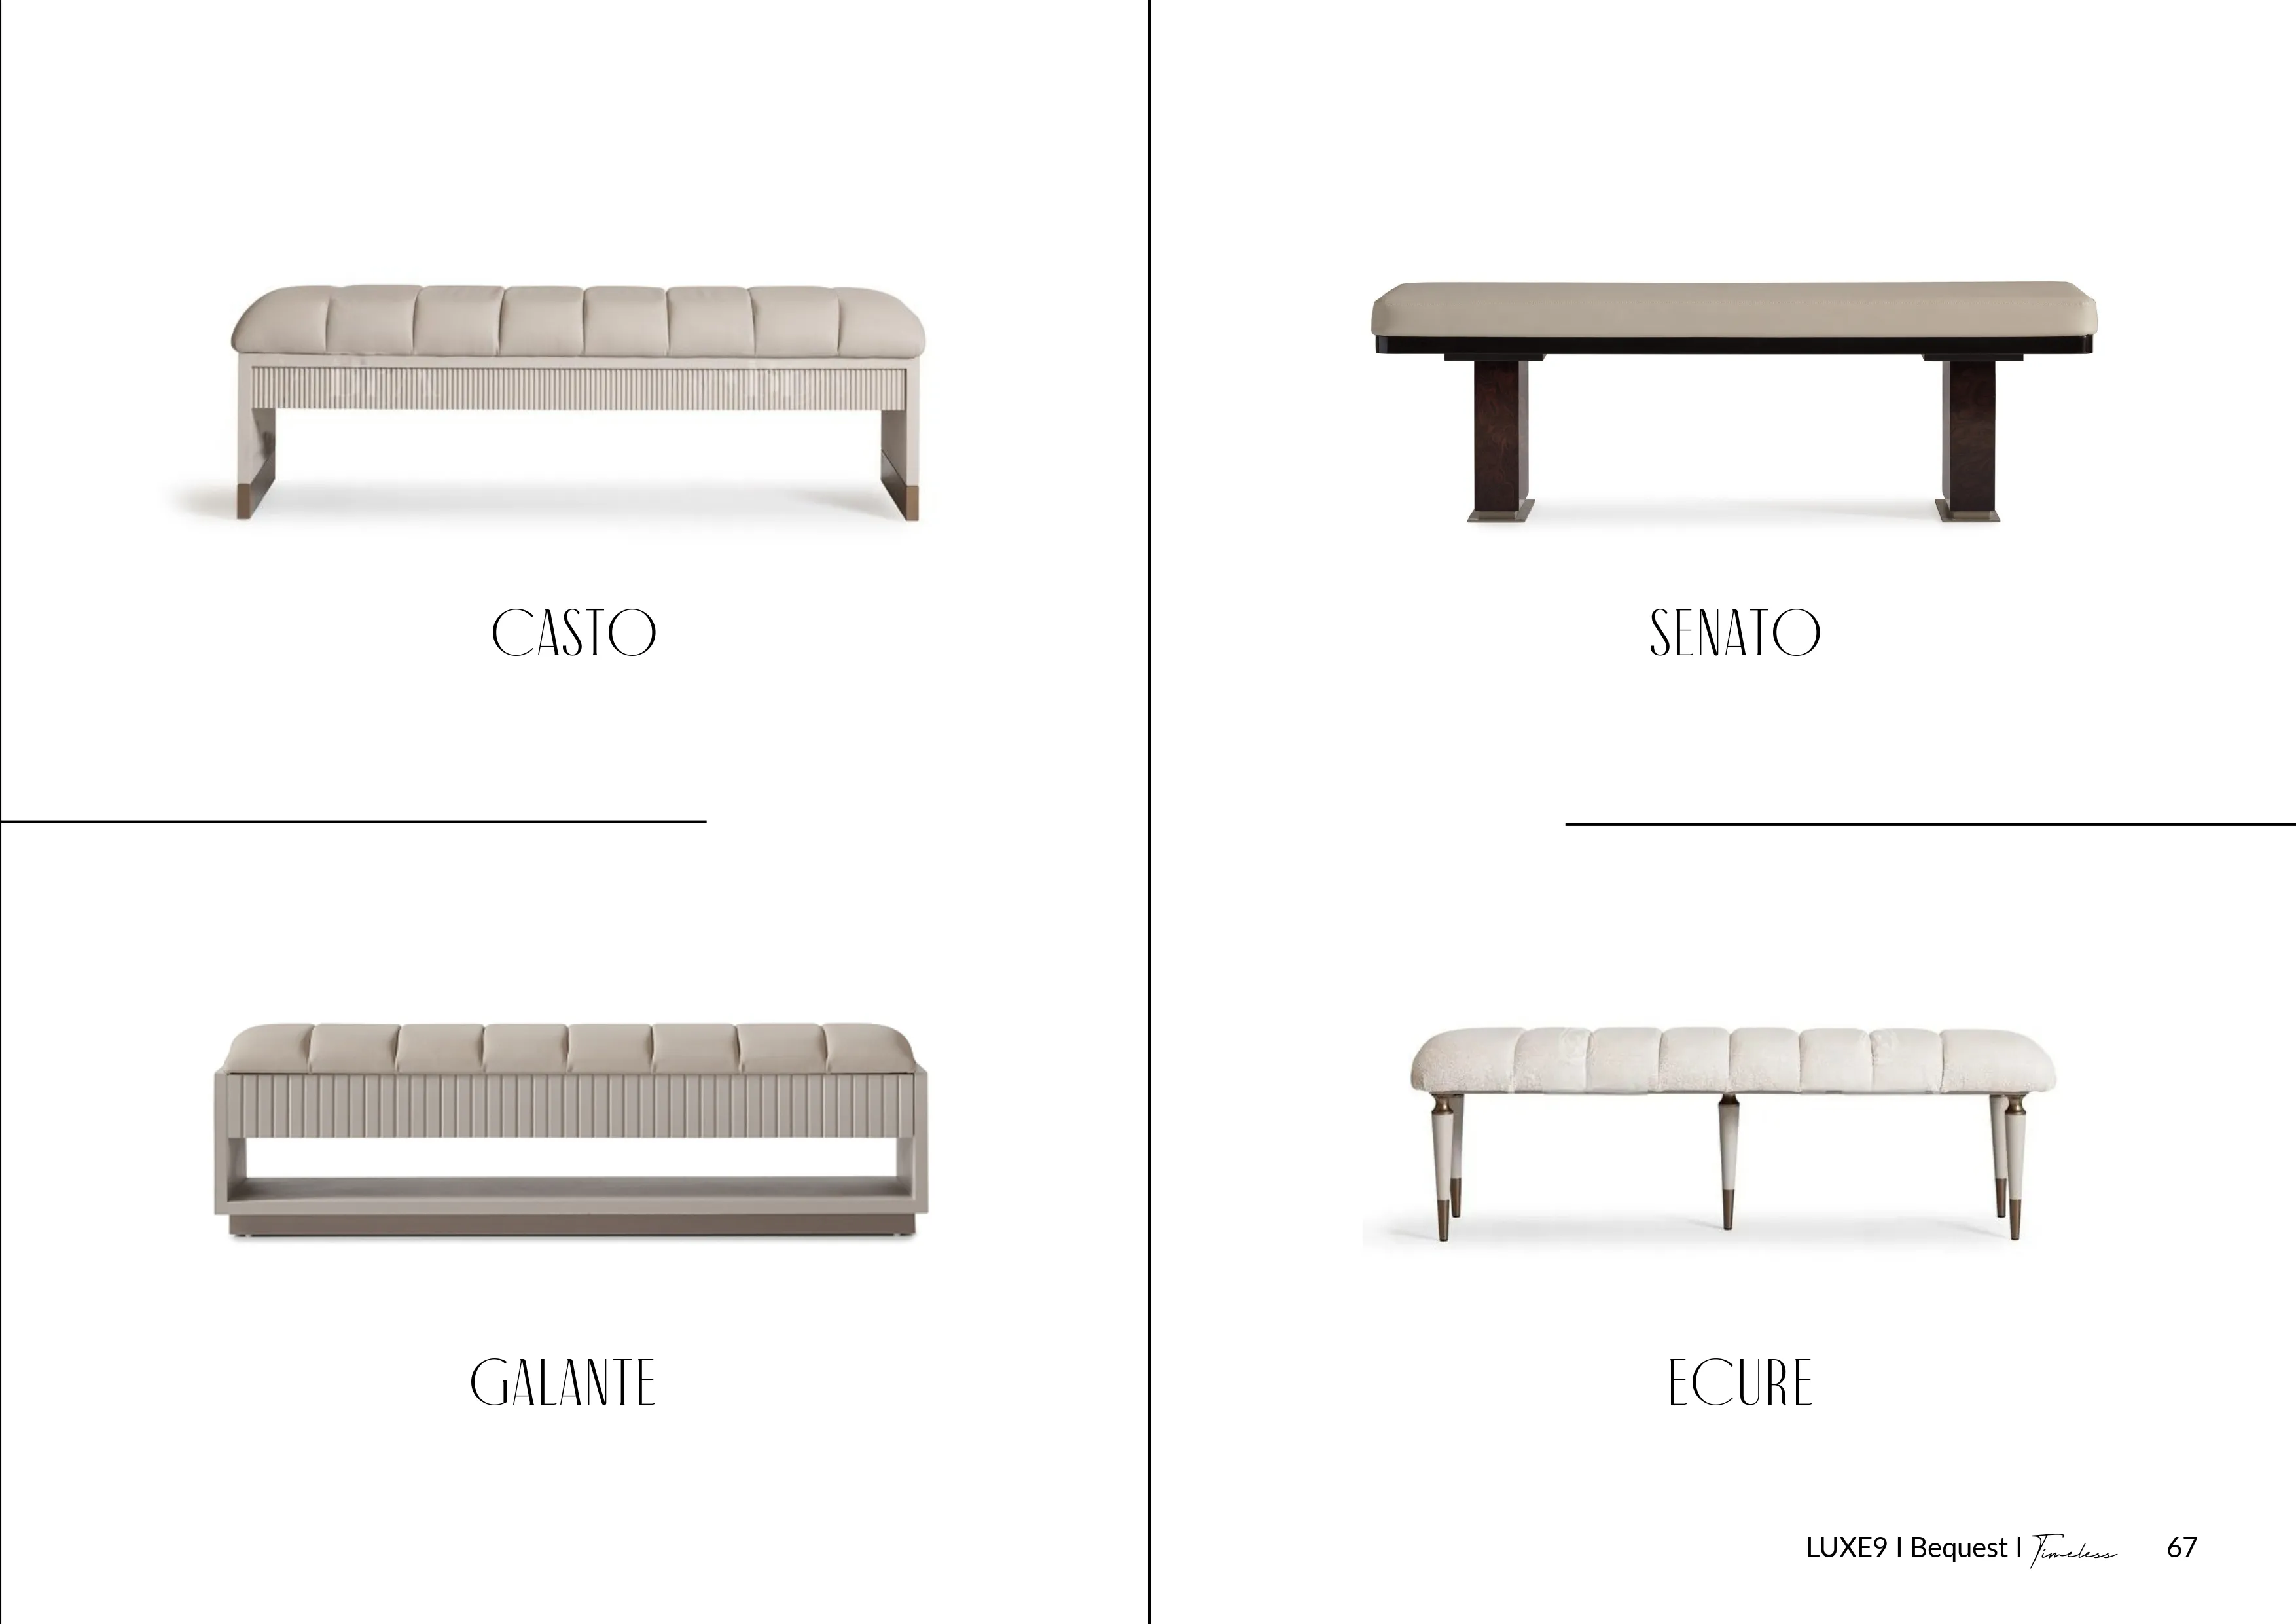 CASTO
SENATO
GALANTE
ECURE
LUXE9 I Bequest I Timeless 67